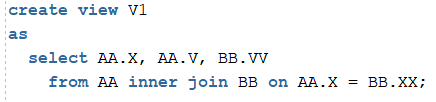 create view V1
as
select AA.X, AA.V, BB.VV
from AA inner join BB on AA.X = BB.XX;